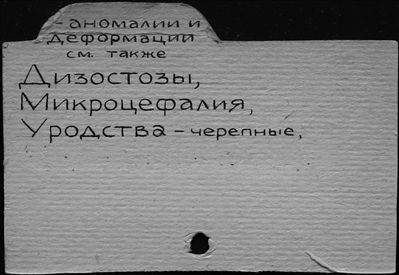 - аномалии и
деформации
см. также
Дизостозы,
Микроцефалия,
Уродства - черепные,